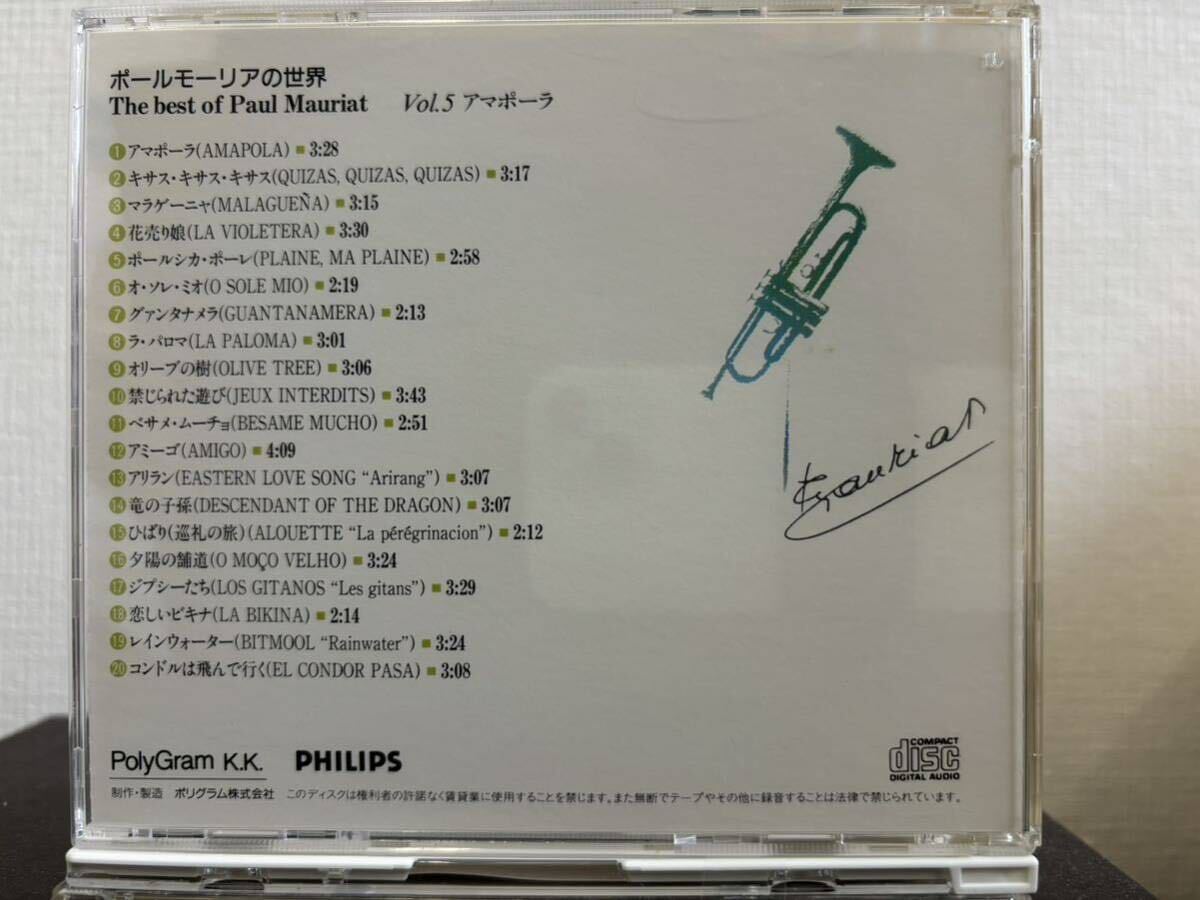 ポールモーリアの世界
The best of Paul Mauriat Vol.5 アマポーラ
1 アマポーラ(AMAPOLA) ■ 3:28
2 キサス・キサス・キサス(QUIZAS, QUIZAS, QUIZAS) ■ 3:17
3 マラゲーニャ(MALAGUEÑA) ■ 3:15
4 花売り娘(LA VIOLETERA) ■ 3:30
5 ポールシカ・ポーレ(PLAINE, MA PLAINE) ■ 2:58
6 オ・ソレ・ミオ(O SOLE MIO) ■ 2:19
7 グァンタナメラ(GUANTANAMERA) ■ 2:13
8 ラ・パロマ(LA PALOMA) ■ 3:01
9 オリーブの樹(OLIVE TREE) ■ 3:06
10 禁じられた遊び(JEUX INTERDITS) ■ 3:43
11 ベサメ・ムーチョ(BESAME MUCHO) ■ 2:51
12 アミーゴ(AMIGO) ■ 4:09
13 アリラン(EASTERN LOVE SONG “Arirang”) ■ 3:07
14 竜の子孫(DESCENDANT OF THE DRAGON) ■ 3:07
15 ひばり(巡礼の旅)(ALOUETTE “La pérégrinacion”) ■ 2:12
16 夕陽の舗道(O MOÇO VELHO) ■ 3:24
17 ジプシーたち(LOS GITANOS “Les gitans”) ■ 3:29
18 恋しいビキナ(LA BIKINA) ■ 2:14
19 レインウォーター(BITMOOL “Rainwater”) ■ 3:24
20 コンドルは飛んで行く(EL CONDOR PASA) ■ 3:08
Mauriat
PolyGram K.K. PHILIPS
COMPACT
disc
DIGITAL AUDIO
制作・製造 ポリグラム株式会社 このディスクは権利者の許諾なく賃貸業に使用することを禁じます。また無断でテープやその他に録音することは法律で禁じられています。